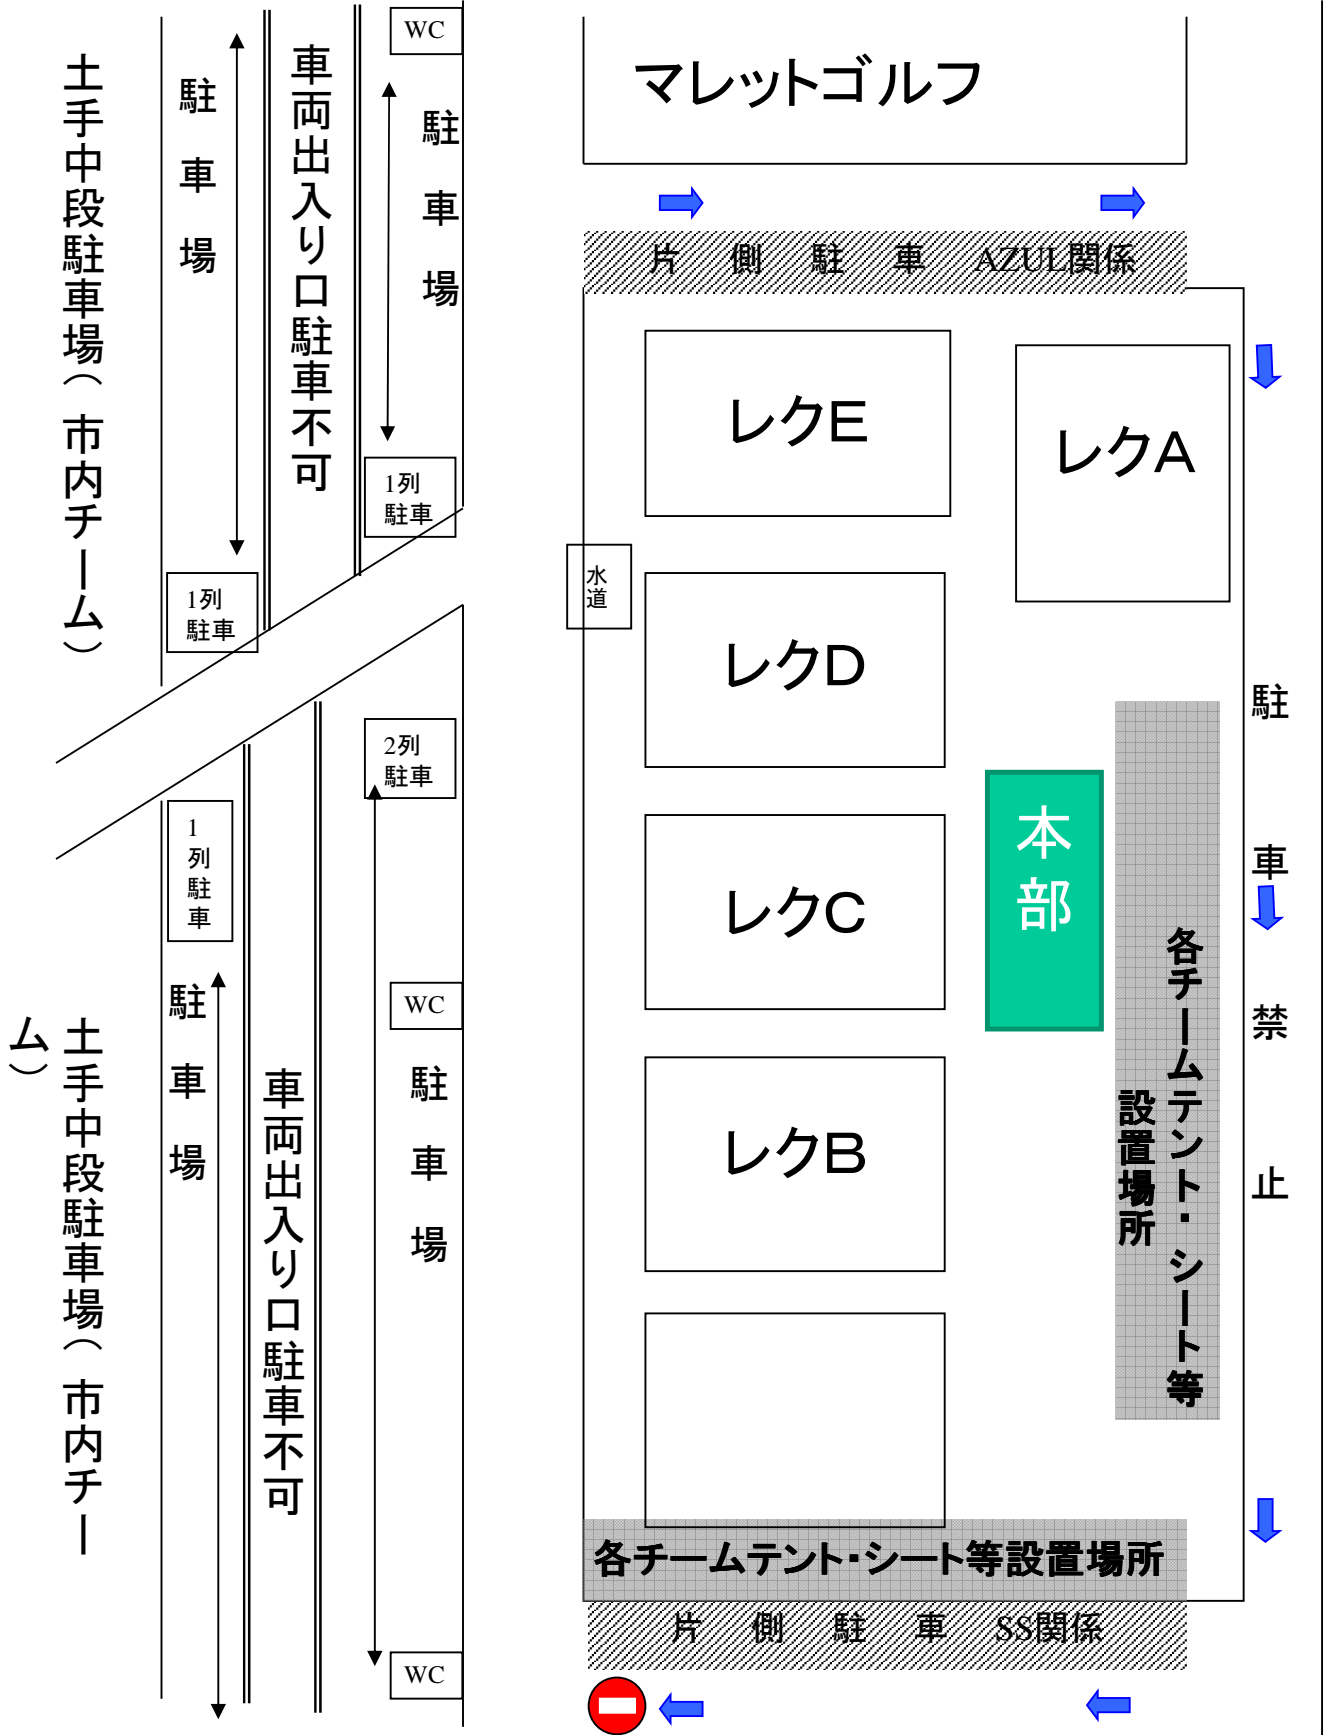 土手中段駐車場（市内チーム）
駐車場
車両出入り口駐車不可
WC
駐車場
1列
駐車
1列
駐車
マレットゴルフ
片側駐車 AZUL関係
レクE
レクA
水道
レクD
2列
駐車
1列駐車
レクC
本部
駐車禁止
各チームテント・シート等
設置場所
土手中段駐車場（市内チー
ム）
駐車場
車両出入り口駐車不可
WC
駐車場
レクB
各チームテント・シート等設置場所
片側駐車 SS関係
WC